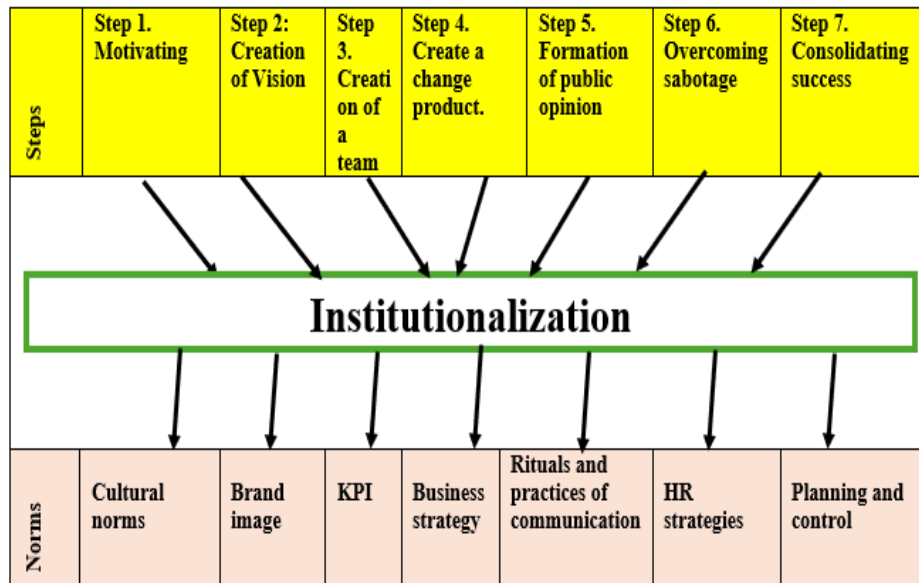 Steps
Step 1.
Motivating
Step 2:
Creation
of Vision
Step
3.
Creati
on of
a
team
Step 4.
Create a
change
product.
Step 5.
Formation
of public
opinion
Step 6.
Overcoming
sabotage
Step 7.
Consolidating
success
Institutionalization
Norms
Cultural
norms
Brand
image
KPI
Business
strategy
Rituals and
practices of
communication
HR
strategies
Planning and
control